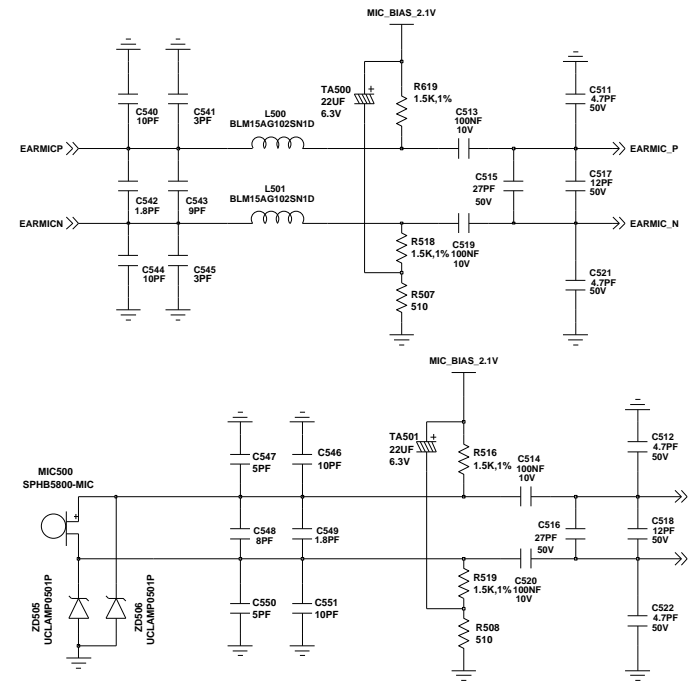 MIC_BIAS_2.1V
C540
10PF
C541
3PF
L500
BLM15AG102SN1D
TA500
22UF
6.3V
+
R619
1.5K,1%
C513
100NF
10V
C511
4.7PF
50V
EARMICP
EARMIC_P
C542
1.8PF
C543
9PF
L501
BLM15AG102SN1D
C515
27PF
50V
C517
12PF
50V
EARMICN
EARMIC_N
C544
10PF
C545
3PF
R518
1.5K,1%
C519
100NF
10V
R507
510
C521
4.7PF
50V
MIC_BIAS_2.1V
MIC500
SPHB5800-MIC
+
C547
5PF
C546
10PF
TA501
22UF
6.3V
+
R516
1.5K,1%
C514
100NF
10V
C512
4.7PF
50V
C548
8PF
C549
1.8PF
C516
27PF
50V
C518
12PF
50V
ZD505
UCLAMP0501P
ZD506
UCLAMP0501P
C550
5PF
C551
10PF
R519
1.5K,1%
C520
100NF
10V
R508
510
C522
4.7PF
50V